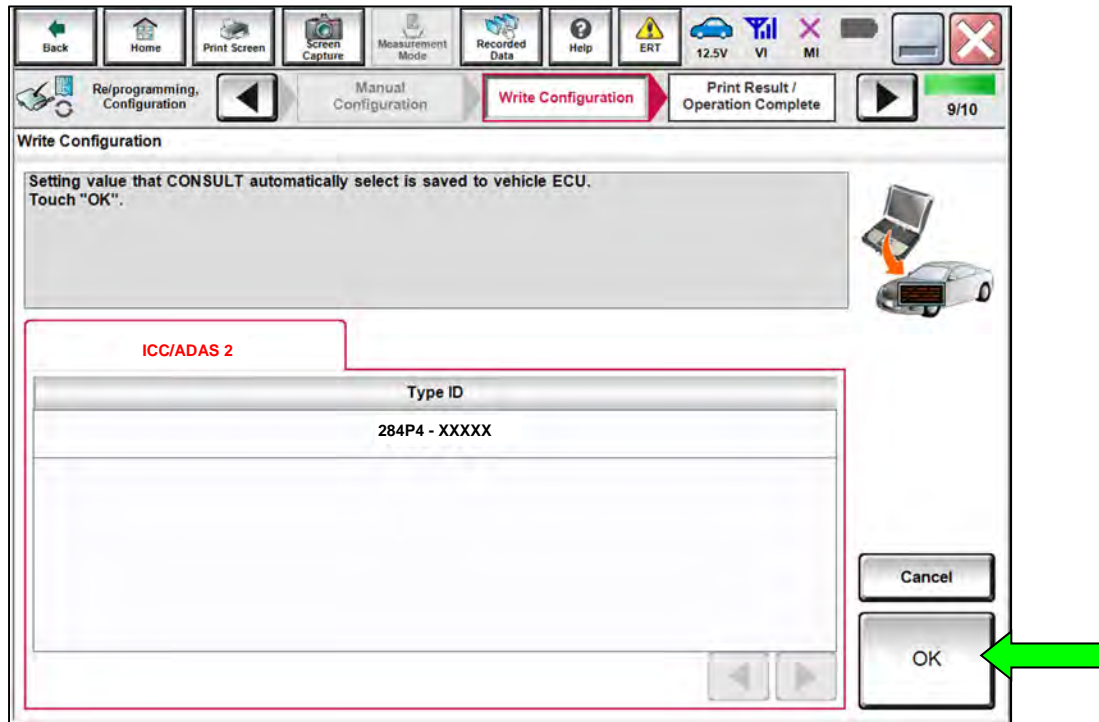 Back
Home
Print Screen
Screen
Capture
Measurement
Mode
Recorded
Data
Help
ERT
12.5V
VI
MI
Re/programming,
Configuration
Manual
Configuration
Write Configuration
Print Result /
Operation Complete
9/10
Write Configuration
Setting value that CONSULT automatically select is saved to vehicle ECU.
Touch "OK".
ICC/ADAS 2
Type ID
284P4 - XXXXX
Cancel
OK